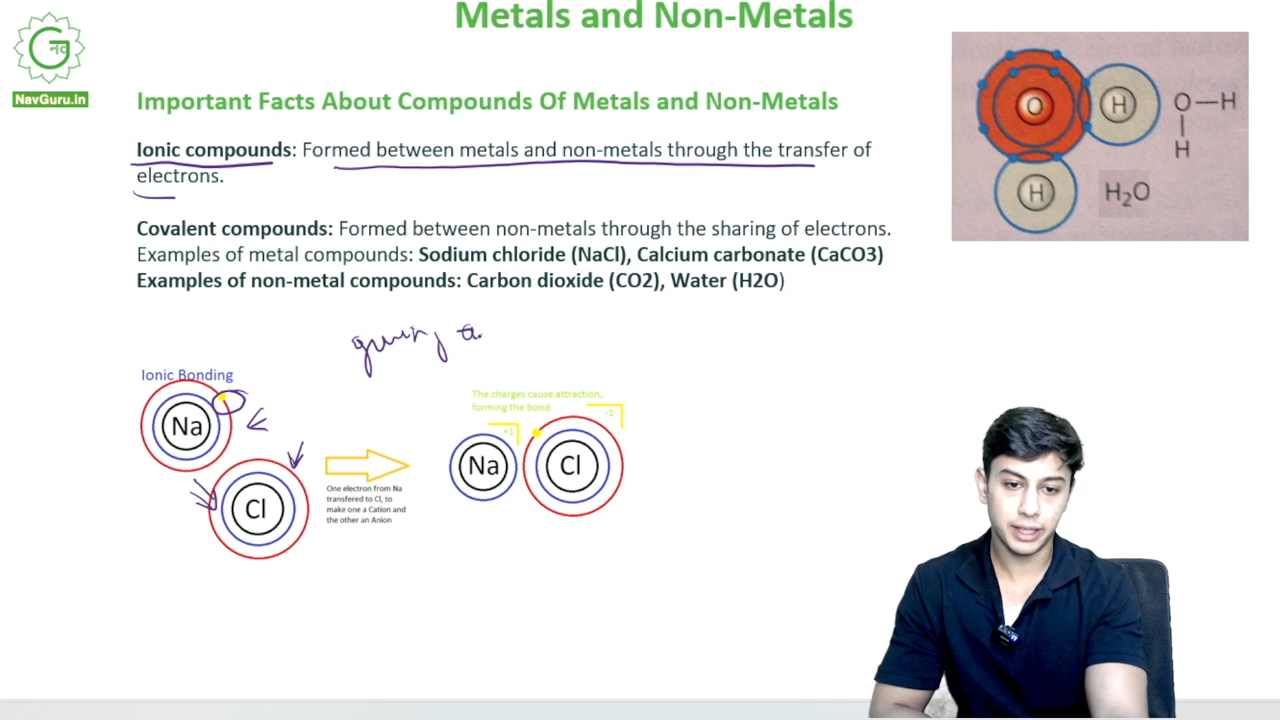 Metals and Non-Metals
नव
NavGuru.in
Important Facts About Compounds Of Metals and Non-Metals
Ionic compounds: Formed between metals and non-metals through the transfer of
electrons.
Covalent compounds: Formed between non-metals through the sharing of electrons.
Examples of metal compounds: Sodium chloride (NaCl), Calcium carbonate (CaCO3)
Examples of non-metal compounds: Carbon dioxide (CO2), Water (H2O)
O
H
O—H
H
H
H₂O
Ionic Bonding
Na
Cl
One electron from Na
transfered to Cl, to
make one a Cation and
the other an Anion
The charges cause attraction,
forming the bond
+1
-1
Na
Cl